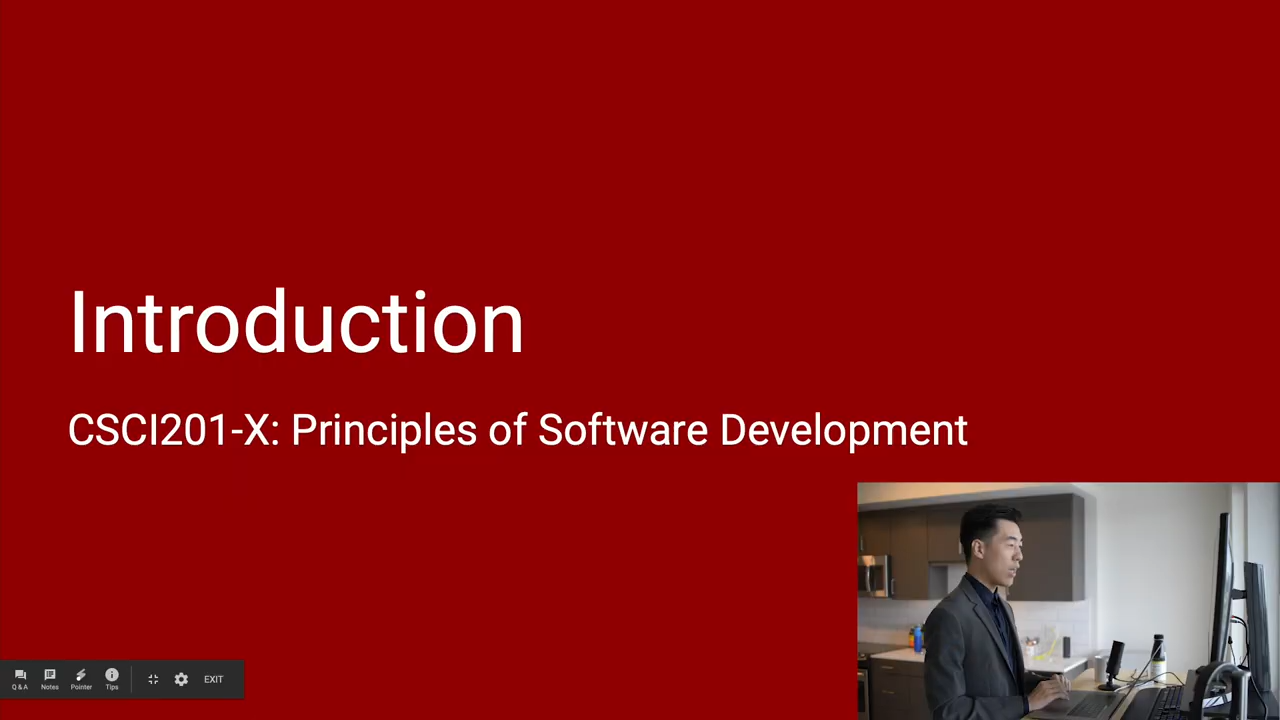 Introduction
CSCI201-X: Principles of Software Development
Q & A Notes Pointer Tips EXIT